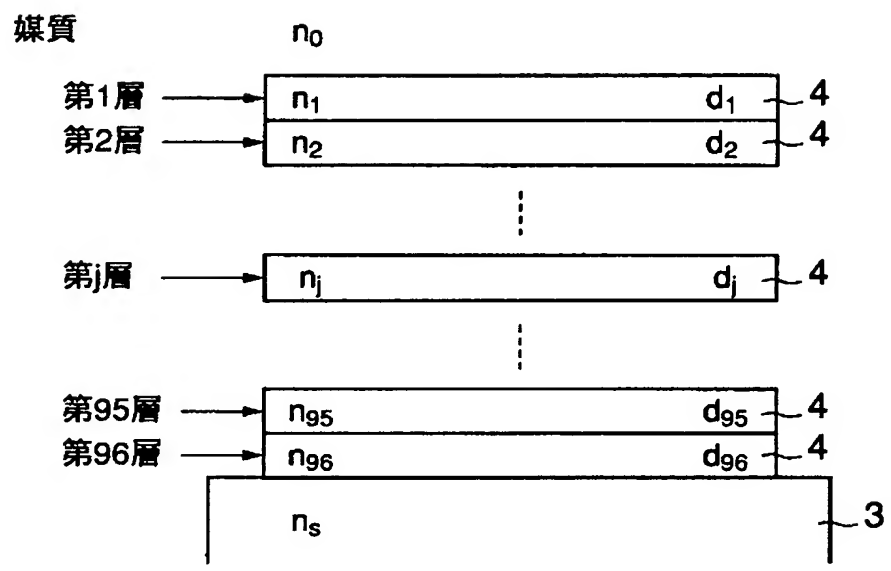 媒質 n0
第1層 n1 d1 4
第2層 n2 d2 4
第j層 nj dj 4
第95層 n95 d95 4
第96層 n96 d96 4
ns 3